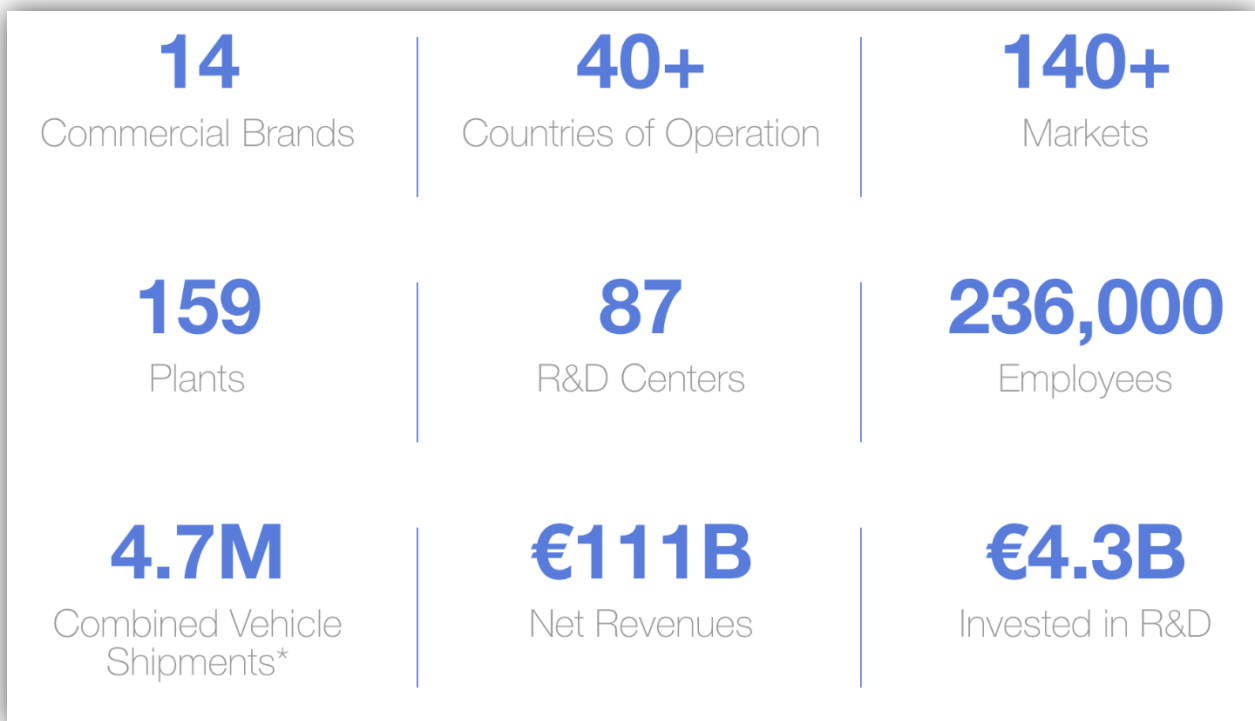 14
Commercial Brands
40+
Countries of Operation
140+
Markets
159
Plants
87
R&D Centers
236,000
Employees
4.7M
Combined Vehicle
Shipments*
€111B
Net Revenues
€4.3B
Invested in R&D